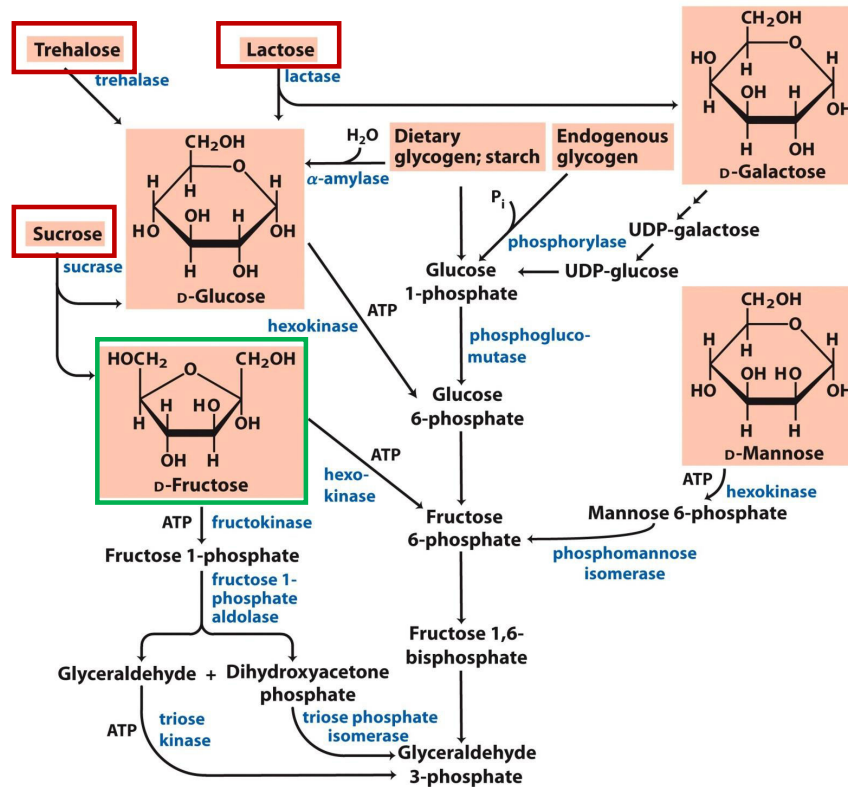 Trehalose
trehalase
Lactose
lactase
CH₂OH
O
HO
H
H
OH
H
H
H
OH
H
OH
D-Galactose
H₂O
α-amylase
Dietary
glycogen; starch
Endogenous
glycogen
CH₂OH
O
H
H
H
OH
H
HO
OH
H
OH
D-Glucose
Pᵢ
phosphorylase
UDP-galactose
UDP-glucose
Glucose
1-phosphate
Sucrose
sucrase
hexokinase
ATP
phosphogluco-
mutase
Glucose
6-phosphate
CH₂OH
O
H
H
H
OH
HO
HO
OH
H
H
D-Mannose
HOCH₂
O
CH₂OH
H
H
HO
OH
OH
H
D-Fructose
ATP
hexo-
kinase
ATP
hexokinase
Mannose 6-phosphate
phosphomannose
isomerase
Fructose
6-phosphate
ATP
fructokinase
Fructose 1-phosphate
fructose 1-
phosphate
aldolase
Fructose 1,6-
bisphosphate
Glyceraldehyde + Dihydroxyacetone
phosphate
ATP
triose
kinase
triose phosphate
isomerase
Glyceraldehyde
3-phosphate